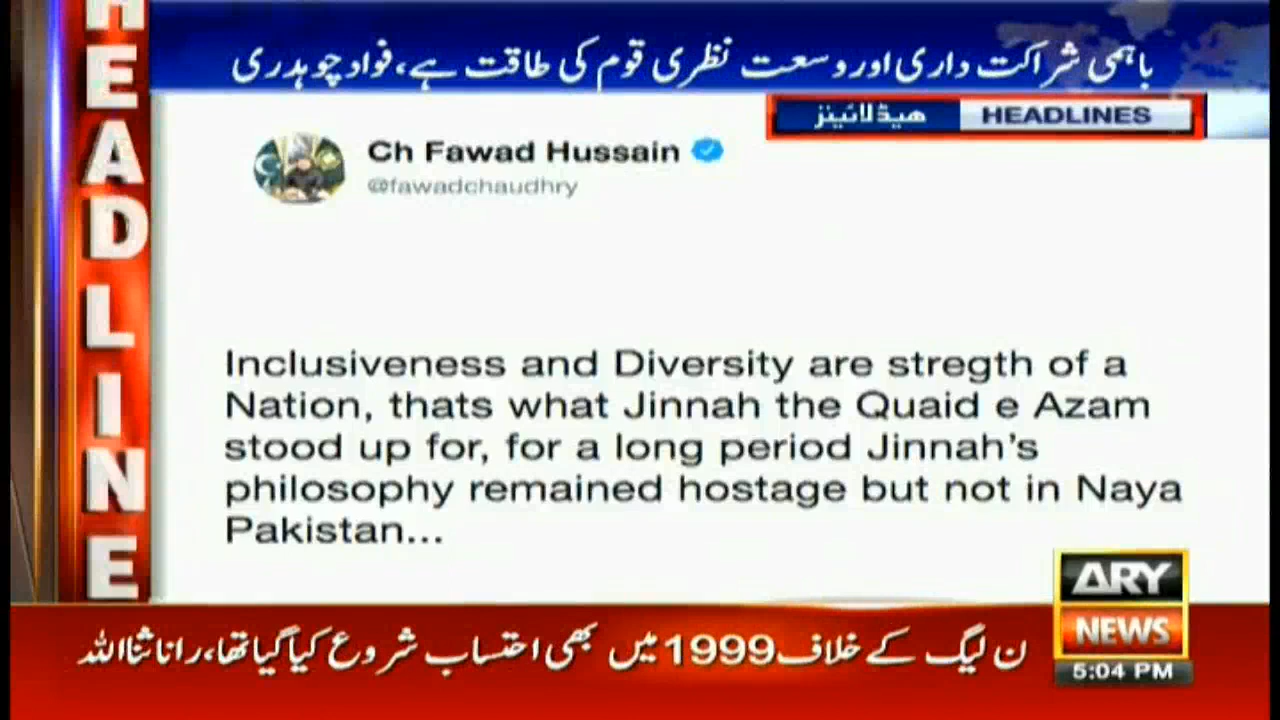 HEADLINE
باہمی شراکت داری اور وسعت نظری قوم کی طاقت ہے، فواد چوہدری
ھیڈلائینز HEADLINES
Ch Fawad Hussain
@fawadchaudhry
Inclusiveness and Diversity are stregth of a
Nation, thats what Jinnah the Quaid e Azam
stood up for, for a long period Jinnah's
philosophy remained hostage but not in Naya
Pakistan...
ARY
NEWS
5:04 PM
ن لیگ کے خلاف 1999 میں بھی احتساب شروع کیا گیا تھا، رانا ثنااللہ